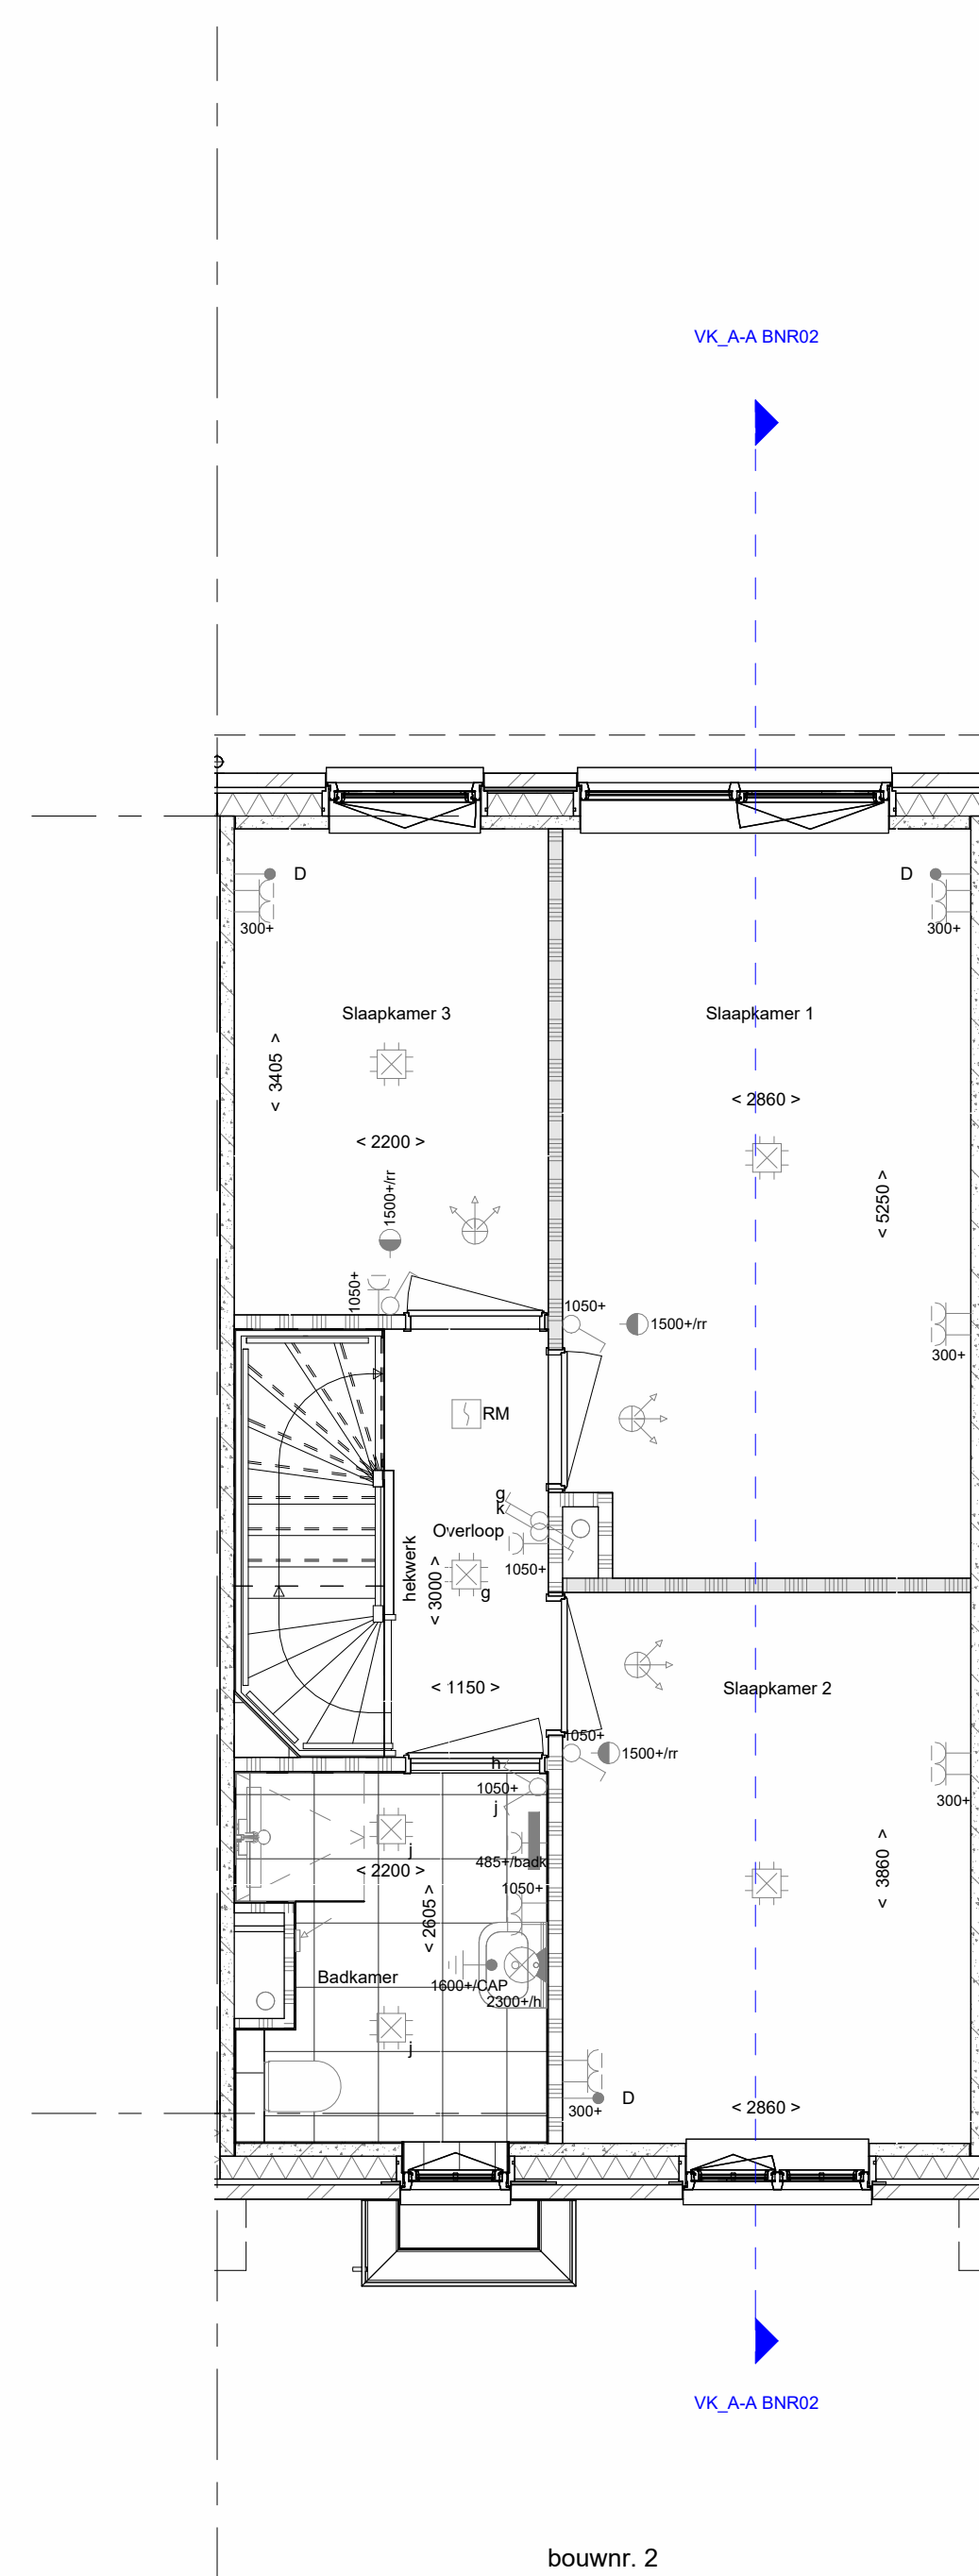 VK_A-A BNR02
D
D
300+
300+
Slaapkamer 3
Slaapkamer 1
< 3405 >
< 2860 >
< 2200 >
1500+/rr
< 5250 >
1050+
1050+
1500+/rr
300+
RM
g
k
Overloop
hekwerk
< 3000 >
1050+
g
< 1150 >
Slaapkamer 2
1050+
1500+/rr
h
1050+
j
300+
j
485+/badk
< 2200 >
< 3860 >
1050+
< 2605 >
Badkamer
1600+/CAP
2300+/h
j
D
300+
< 2860 >
VK_A-A BNR02
bouwnr. 2